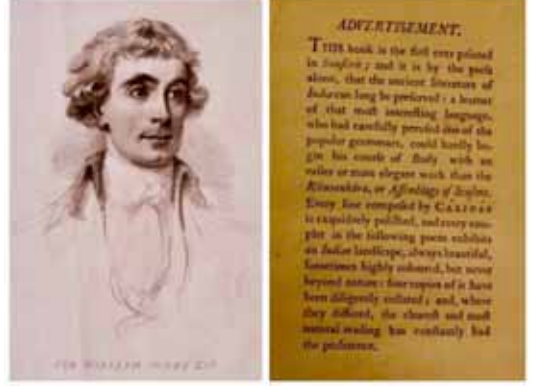 SIR WILLIAM JONES
ADVERTISEMENT.
THIS book is the first ever printed
in Sanscrit; and it is by the press
alone, that the ancient literature of
India can long be preserved: a learner
of that most interesting language,
who had carefully perused one of the
popular grammars, could hardly be-
gin his course of study with an
easier or more elegant work than the
Ritusanhára, or Assemblage of Seasons.
Every line composed by CÁLIDÁS
is exquisitely polished, and every cou-
plet in the following poem exhibits
an Indian landscape, always beautiful,
sometimes highly coloured, but never
beyond nature: four copies of it have
been diligently collated; and, where
they differed, the clearest and most
natural reading has constantly had
the preference.